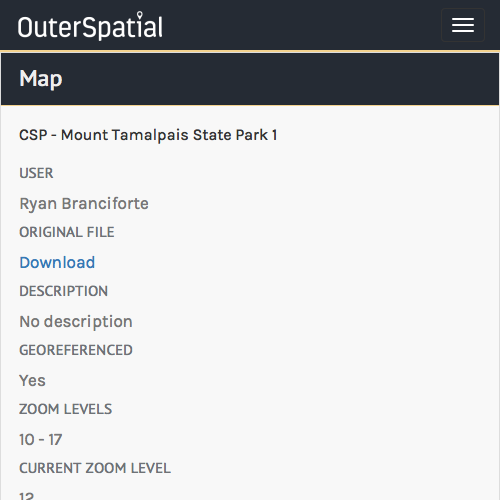 OuterSpatial
Map
CSP - Mount Tamalpais State Park 1
USER
Ryan Branciforte
ORIGINAL FILE
Download
DESCRIPTION
No description
GEOREFERENCED
Yes
ZOOM LEVELS
10 - 17
CURRENT ZOOM LEVEL
12